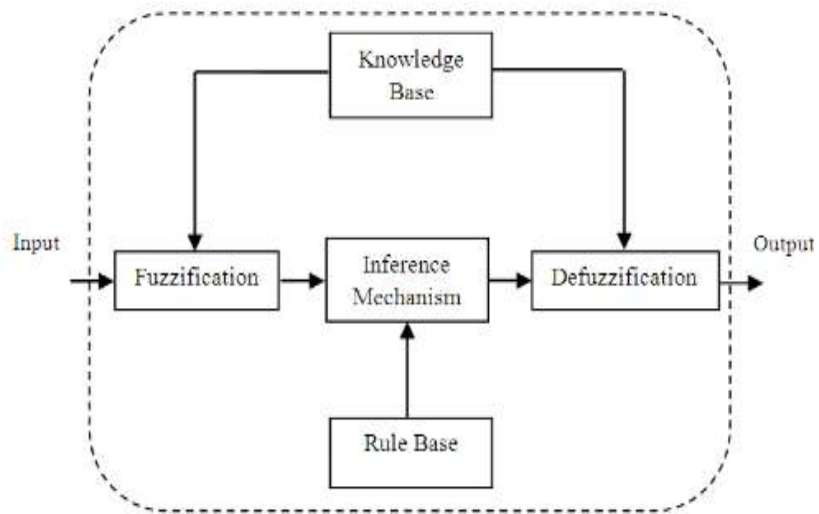 Knowledge
Base
Input
Fuzzification
Inference
Mechanism
Defuzzification
Output
Rule Base